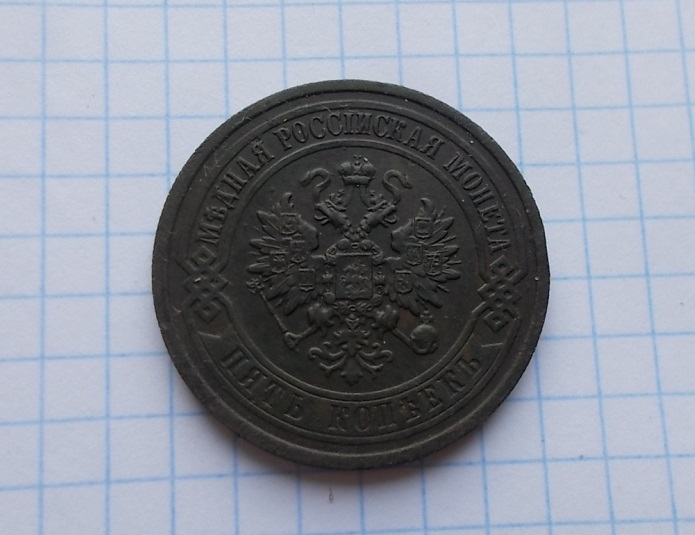 МѢДНАЯ РОССІЙСКАЯ МОНЕТА
ПЯТЬ КОПѢЕКЪ